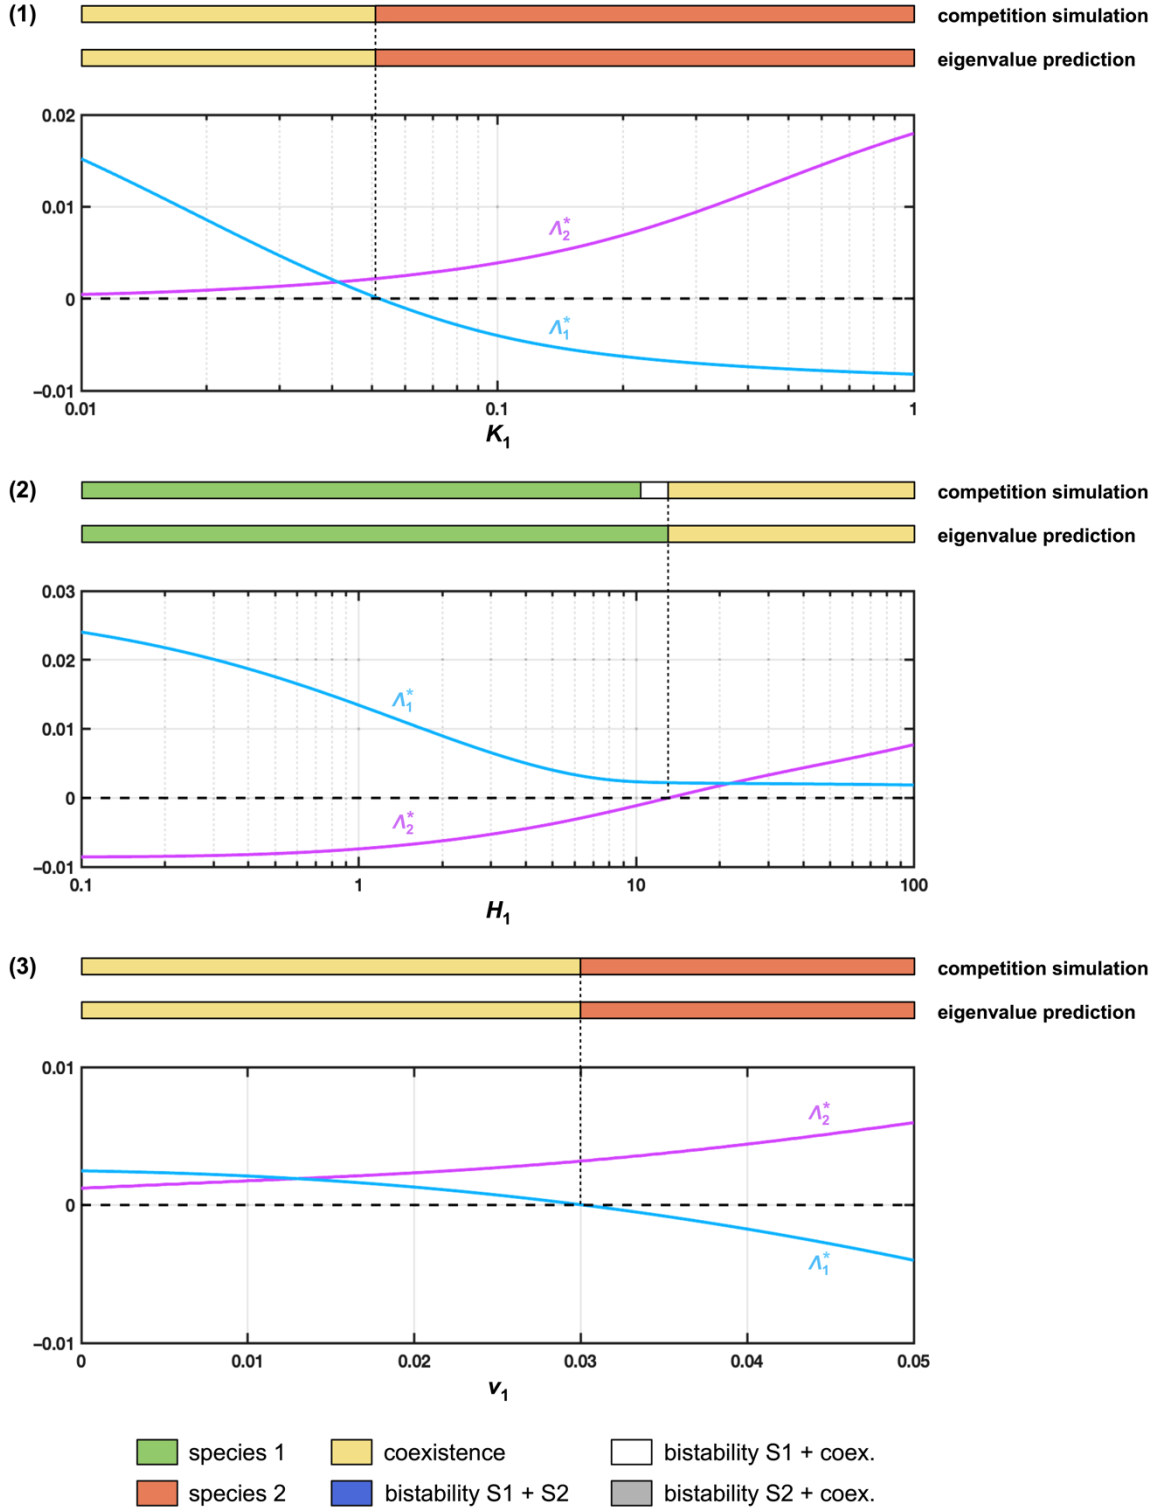 (1)
competition simulation
eigenvalue prediction
0.02
0.01
0
−0.01
Λ₂*
Λ₁*
0.01 0.1 1
K₁
(2)
competition simulation
eigenvalue prediction
0.03
0.02
0.01
0
−0.01
Λ₁*
Λ₂*
0.1 1 10 100
H₁
(3)
competition simulation
eigenvalue prediction
0.01
0
−0.01
Λ₂*
Λ₁*
0 0.01 0.02 0.03 0.04 0.05
v₁
species 1 coexistence bistability S1 + coex.
species 2 bistability S1 + S2 bistability S2 + coex.